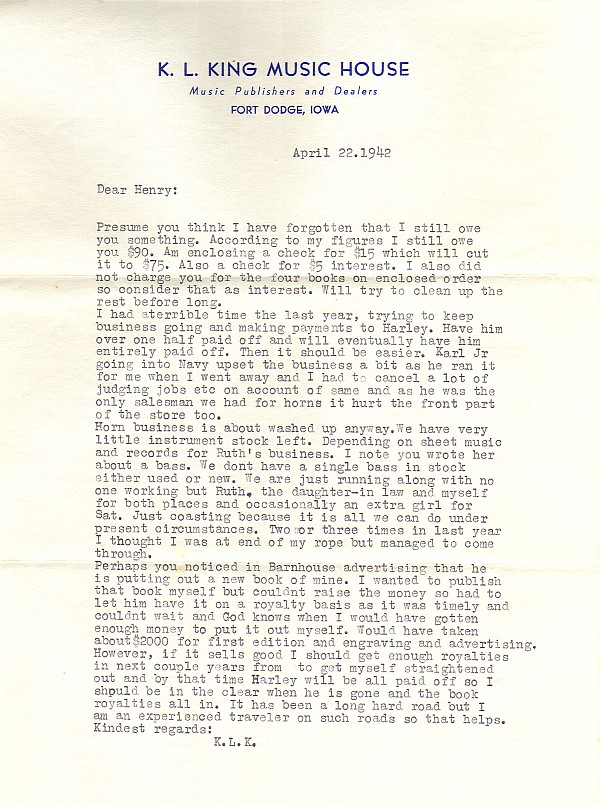 K. L. KING MUSIC HOUSE
Music Publishers and Dealers
FORT DODGE, IOWA
April 22.1942
Dear Henry:
Presume you think I have forgotten that I still owe
you something. According to my figures I still owe
you $90. Am enclosing a check for $15 which will cut
it to $75. Also a check for $5 interest. I also did
not charge you for the four books on enclosed order
so consider that as interest. Will try to clean up the
rest before long.
I had aterrible time the last year, trying to keep
business going and making payments to Harley. Have him
over one half paid off and will eventually have him
entirely paid off. Then it should be easier. Karl Jr
going into Navy upset the business a bit as he ran it
for me when I went away and I had to cancel a lot of
judging jobs etc on account of same and as he was the
only salesman we had for horns it hurt the front part
of the store too.
Horn business is about washed up anyway.We have very
little instrument stock left. Depending on sheet music
and records for Ruth's business. I note you wrote her
about a bass. We dont have a single bass in stock
either used or new. We are just running along with no
one working but Ruth, the daughter-in law and myself
for both places and occasionally an extra girl for
Sat. Just coasting because it is all we can do under
present circumstances. Two or three times in last year
I thought I was at end of my rope but managed to come
through.
Perhaps you noticed in Barnhouse advertising that he
is putting out a new book of mine. I wanted to publish
that book myself but couldnt raise the money so had to
let him have it on a royalty basis as it was timely and
couldnt wait and God knows when I would have gotten
enough money to put it out myself. Would have taken
about$2000 for first edition and engraving and advertising.
However, if it sells good I should get enough royalties
in next couple years from  to get myself straightened
out and by that time Harley will be all paid off so I
should be in the clear when he is gone and the book
royalties all in. It has been a long hard road but I
am an experienced traveler on such roads so that helps.
Kindest regards:
K.L.K.